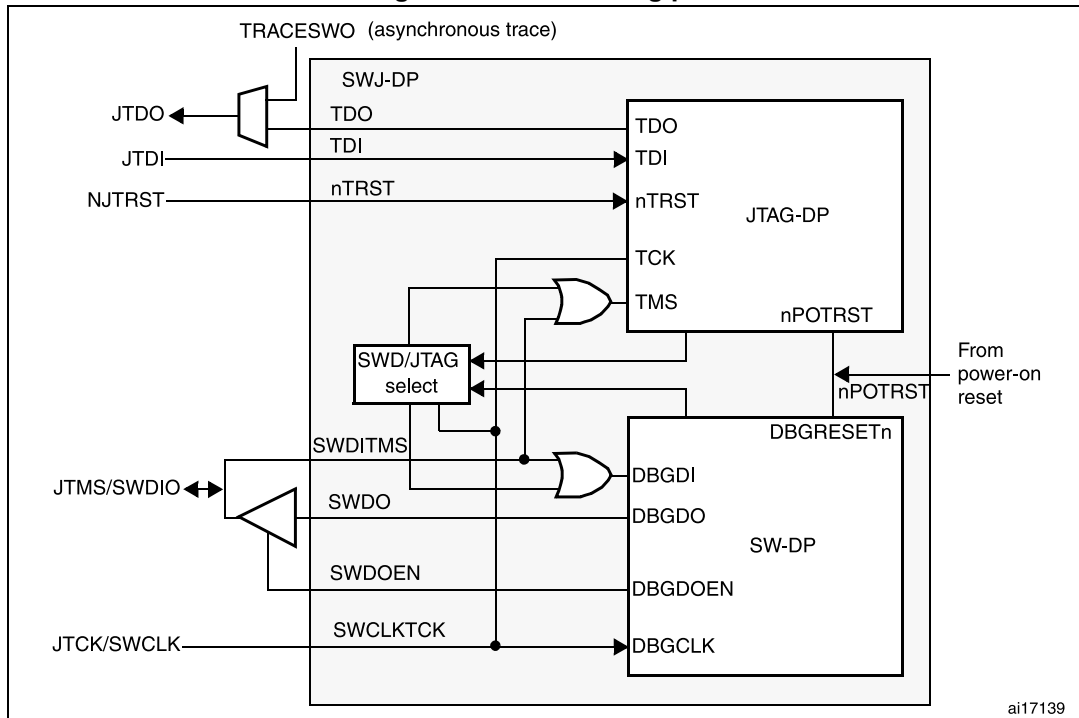 TRACESWO (asynchronous trace)
SWJ-DP
JTDO
TDO
TDO
JTDI
TDI
TDI
NJTRST
nTRST
nTRST
JTAG-DP
TCK
TMS
nPOTRST
SWD/JTAG
select
From
power-on
reset
nPOTRST
DBGRESETn
SWDITMS
DBGDI
JTMS/SWDIO
SWDO
DBGDO
SW-DP
SWDOEN
DBGDOEN
JTCK/SWCLK
SWCLKTCK
DBGCLK
ai17139